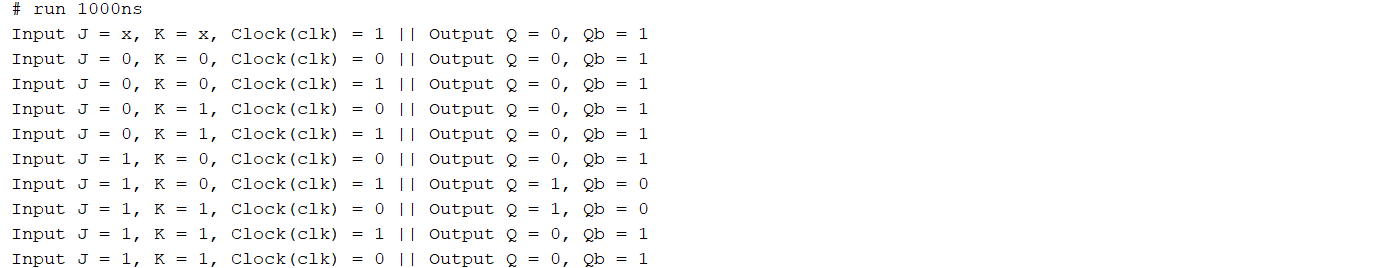 # run 1000ns
Input J = x, K = x, Clock(clk) = 1 || Output Q = 0, Qb = 1
Input J = 0, K = 0, Clock(clk) = 0 || Output Q = 0, Qb = 1
Input J = 0, K = 0, Clock(clk) = 1 || Output Q = 0, Qb = 1
Input J = 0, K = 1, Clock(clk) = 0 || Output Q = 0, Qb = 1
Input J = 0, K = 1, Clock(clk) = 1 || Output Q = 0, Qb = 1
Input J = 1, K = 0, Clock(clk) = 0 || Output Q = 0, Qb = 1
Input J = 1, K = 0, Clock(clk) = 1 || Output Q = 1, Qb = 0
Input J = 1, K = 1, Clock(clk) = 0 || Output Q = 1, Qb = 0
Input J = 1, K = 1, Clock(clk) = 1 || Output Q = 0, Qb = 1
Input J = 1, K = 1, Clock(clk) = 0 || Output Q = 0, Qb = 1